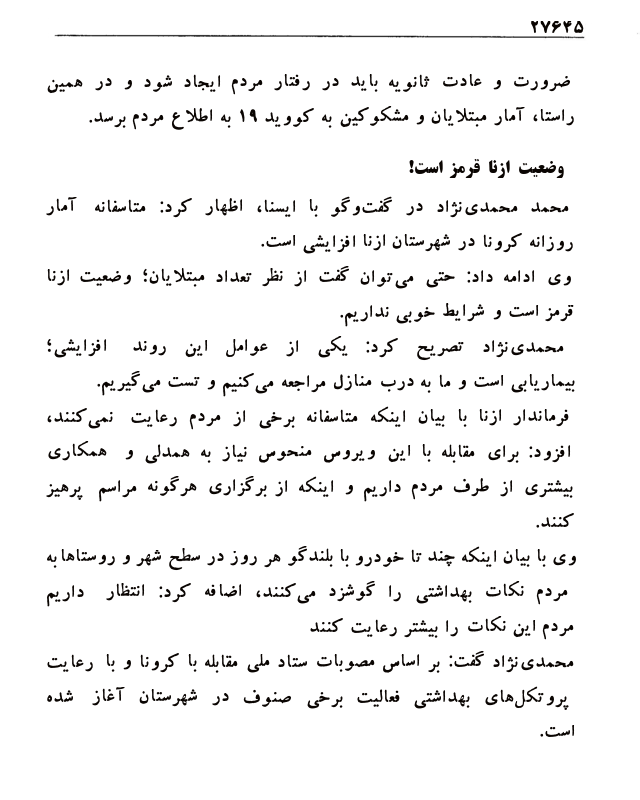 ۲۷۶۴۵
ضرورت و عادت ثانویه باید در رفتار مردم ایجاد شود و در همین
راستا، آمار مبتلایان و مشکوکین به کووید ۱۹ به اطلاع مردم برسد.
وضعیت ازنا قرمز است!
محمد محمدی‌نژاد در گفت‌وگو با ایسنا، اظهار کرد: متاسفانه آمار
روزانه کرونا در شهرستان ازنا افزایشی است.
وی ادامه داد: حتی می‌توان گفت از نظر تعداد مبتلایان؛ وضعیت ازنا
قرمز است و شرایط خوبی نداریم.
محمدی‌نژاد تصریح کرد: یکی از عوامل این روند افزایشی؛
بیماریابی است و ما به درب منازل مراجعه می‌کنیم و تست می‌گیریم.
فرماندار ازنا با بیان اینکه متاسفانه برخی از مردم رعایت نمی‌کنند،
افزود: برای مقابله با این ویروس منحوس نیاز به همدلی و همکاری
بیشتری از طرف مردم داریم و اینکه از برگزاری هرگونه مراسم پرهیز
کنند.
وی با بیان اینکه چند تا خودرو با بلندگو هر روز در سطح شهر و روستاها به
مردم نکات بهداشتی را گوشزد می‌کنند، اضافه کرد: انتظار داریم
مردم این نکات را بیشتر رعایت کنند
محمدی‌نژاد گفت: بر اساس مصوبات ستاد ملی مقابله با کرونا و با رعایت
پروتکل‌های بهداشتی فعالیت برخی صنوف در شهرستان آغاز شده
است.